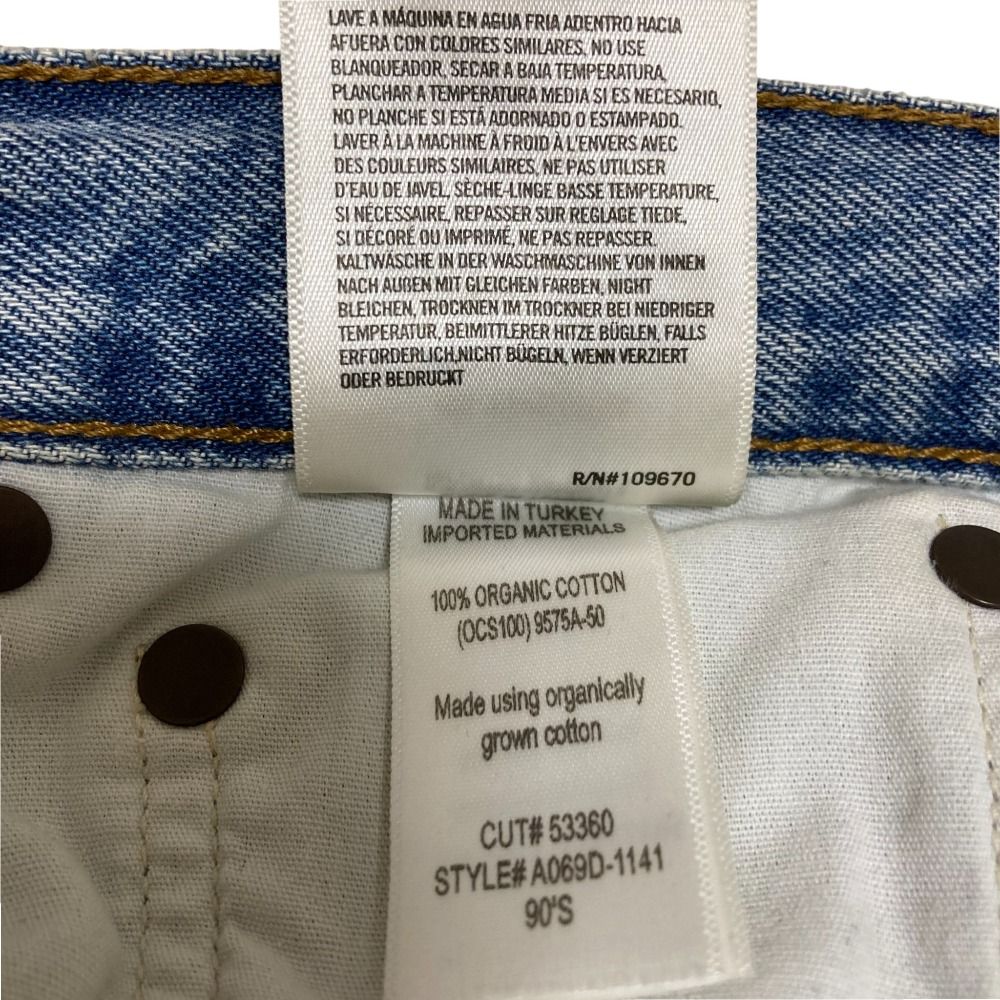 LAVE A MÁQUINA EN AGUA FRIA ADENTRO HACIA
AFUERA CON COLORES SIMILARES. NO USE
BLANQUEADOR. SECAR A BAJA TEMPERATURA.
PLANCHAR A TEMPERATURA MEDIA SI ES NECESARIO,
NO PLANCHE SI ESTÁ ADORNADO O ESTAMPADO.
LAVER À LA MACHINE À FROID À L'ENVERS AVEC
DES COULEURS SIMILAIRES. NE PAS UTILISER
D'EAU DE JAVEL. SÈCHE-LINGE BASSE TEMPERATURE,
SI NÉCESSAIRE, REPASSER SUR REGLAGE TIEDE.
SI DÉCORÉ OU IMPRIMÉ, NE PAS REPASSER.
KALTWÄSCHE IN DER WASCHMASCHINE VON INNEN
NACH AUßEN MIT GLEICHEN FARBEN, NIGHT
BLEICHEN, TROCKNEN IM TROCKNER BEI NIEDRIGER
TEMPERATUR. BEIMITTLERER HITZE BÜGLEN, FALLS
ERFORDERLICH.NICHT BÜGELN, WENN VERZIERT
ODER BEDRUCKT
R/N#109670
MADE IN TURKEY
IMPORTED MATERIALS
100% ORGANIC COTTON
(OCS100) 9575A-50
Made using organically
grown cotton
CUT# 53360
STYLE# A069D-1141
90'S